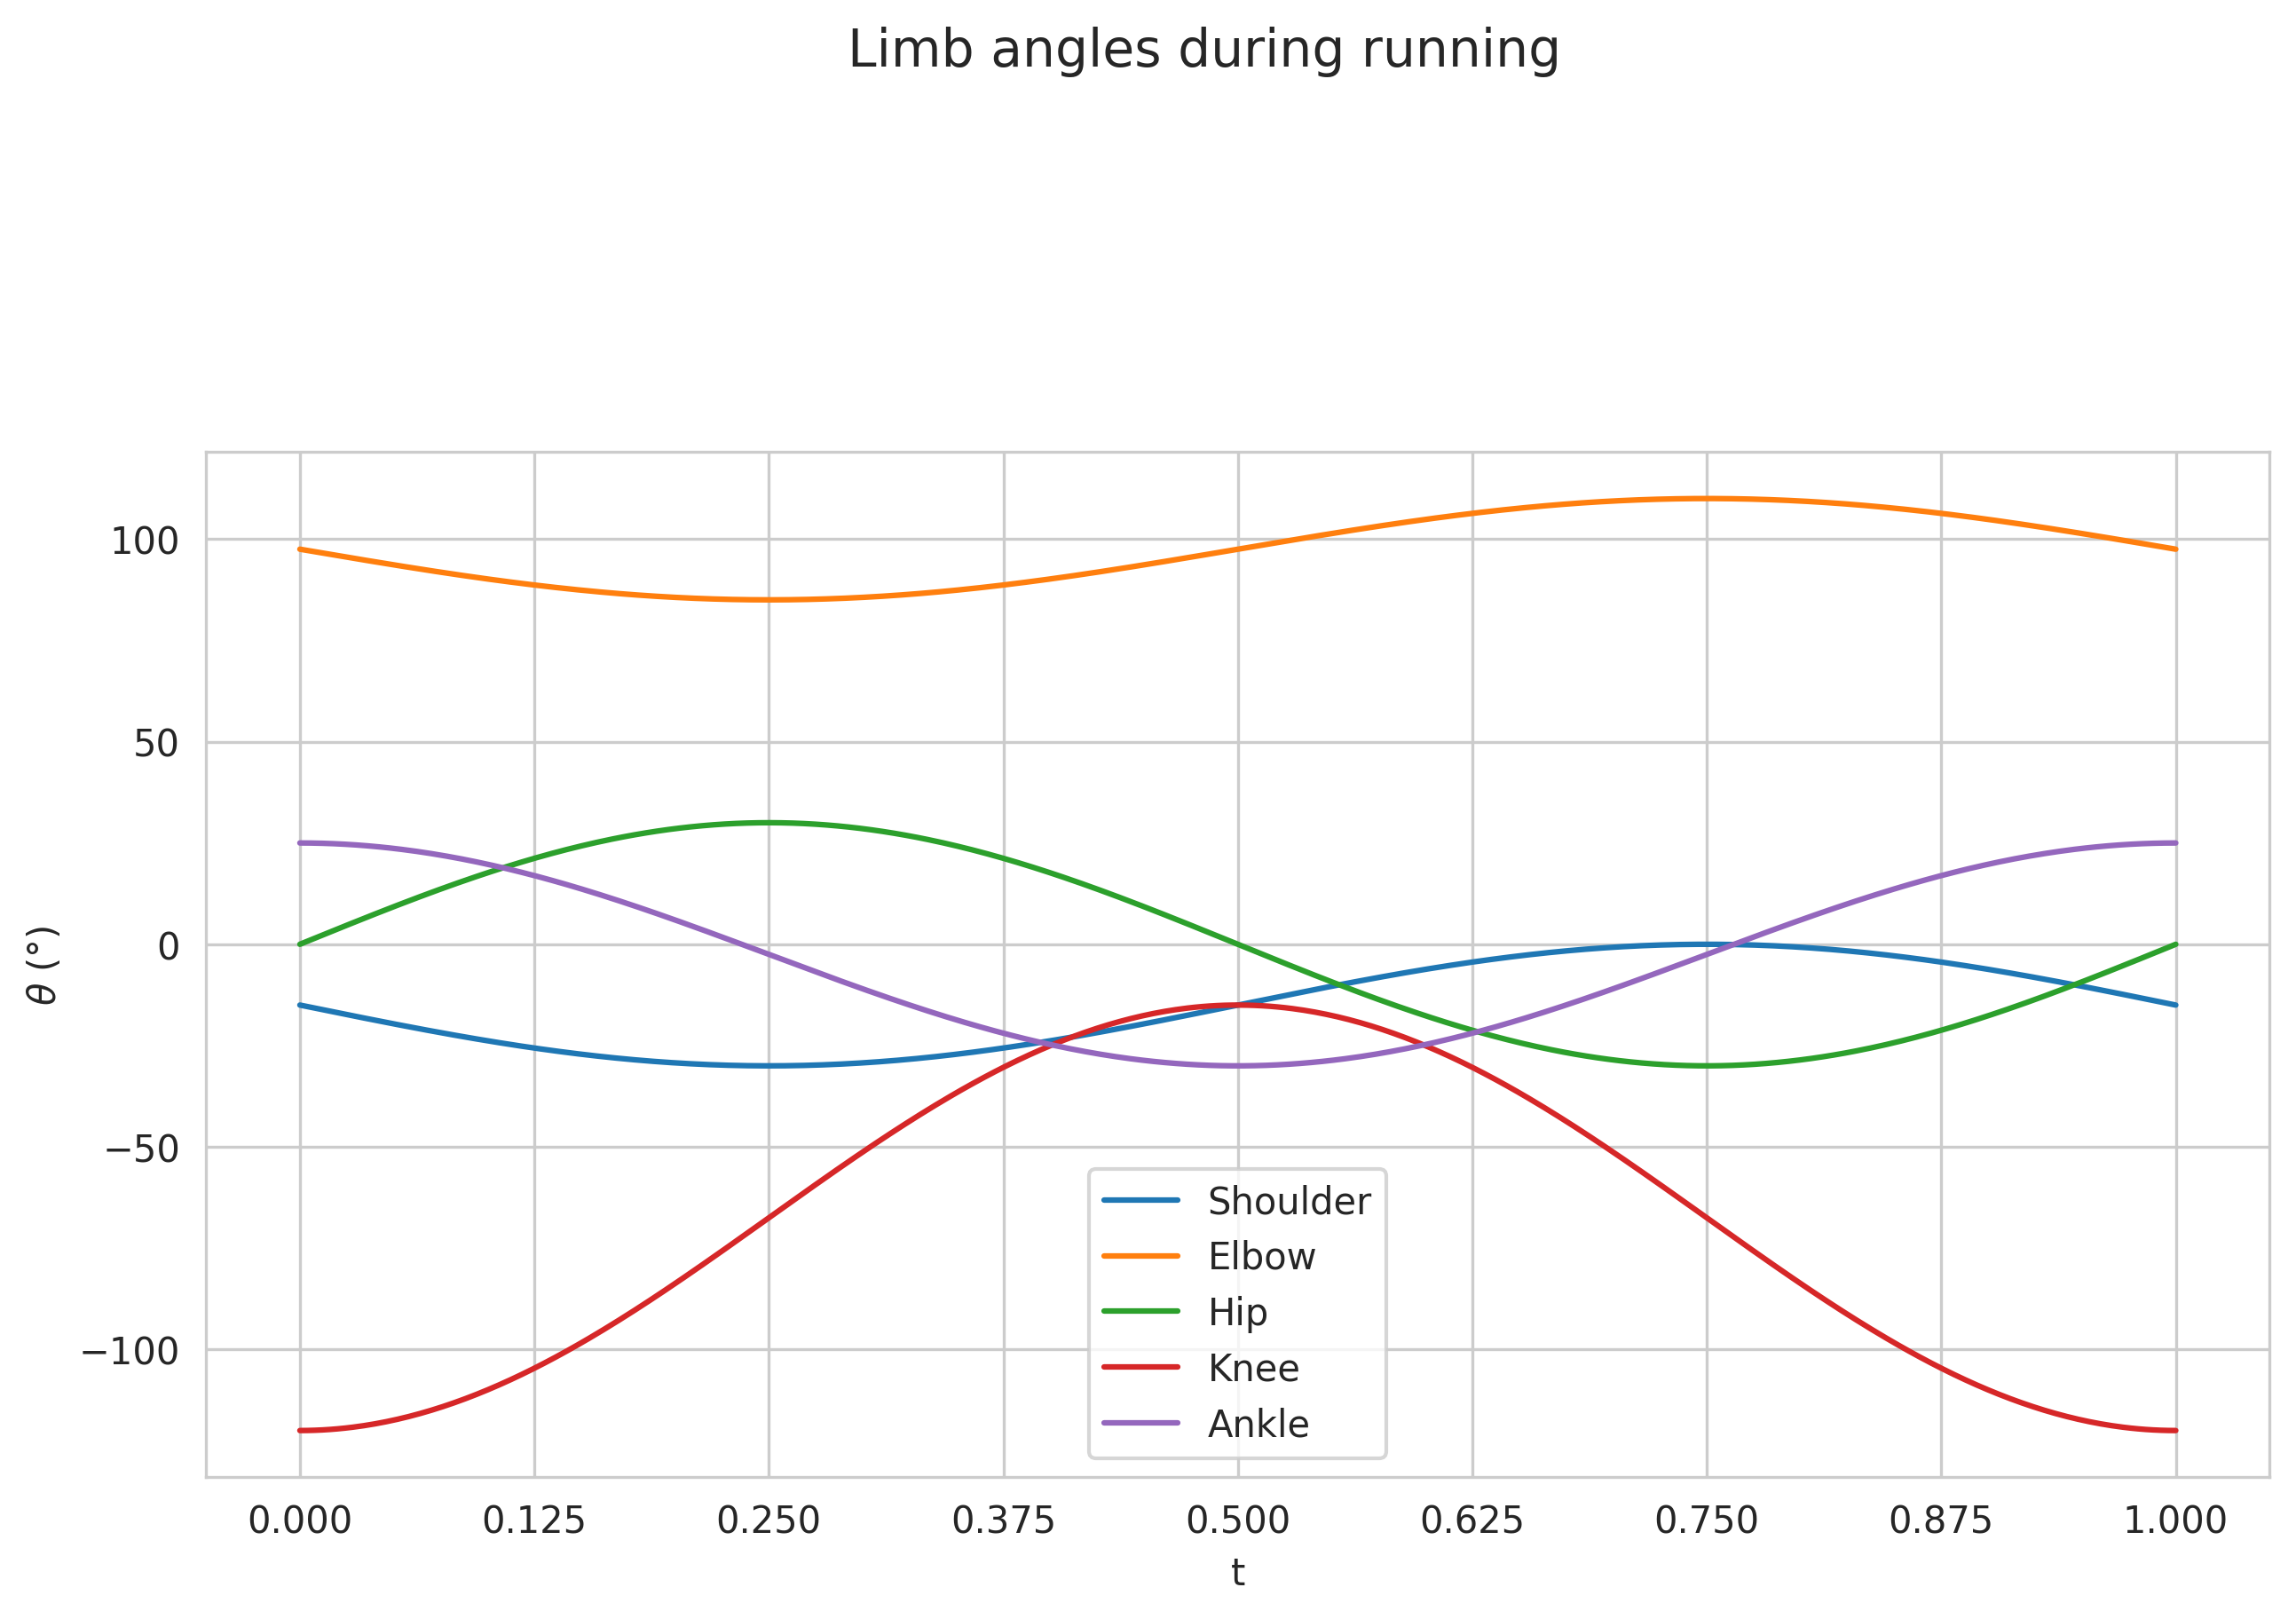 Limb angles during running
100
50
0
−50
−100
θ (°)
Shoulder
Elbow
Hip
Knee
Ankle
0.000 0.125 0.250 0.375 0.500 0.625 0.750 0.875 1.000
t